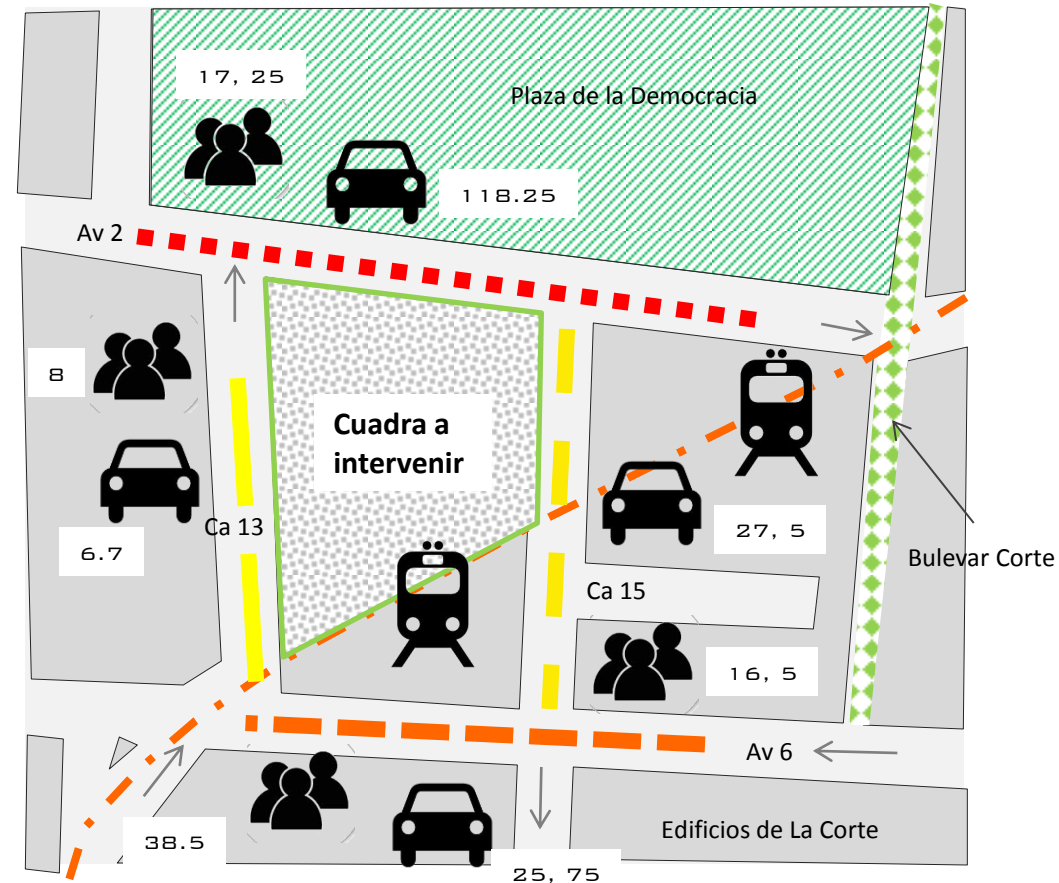 17, 25
Plaza de la Democracia
118.25
Av 2
8
Cuadra a
intervenir
Ca 13
6.7
27, 5
Bulevar Corte
Ca 15
16, 5
Av 6
38.5
Edificios de La Corte
25, 75